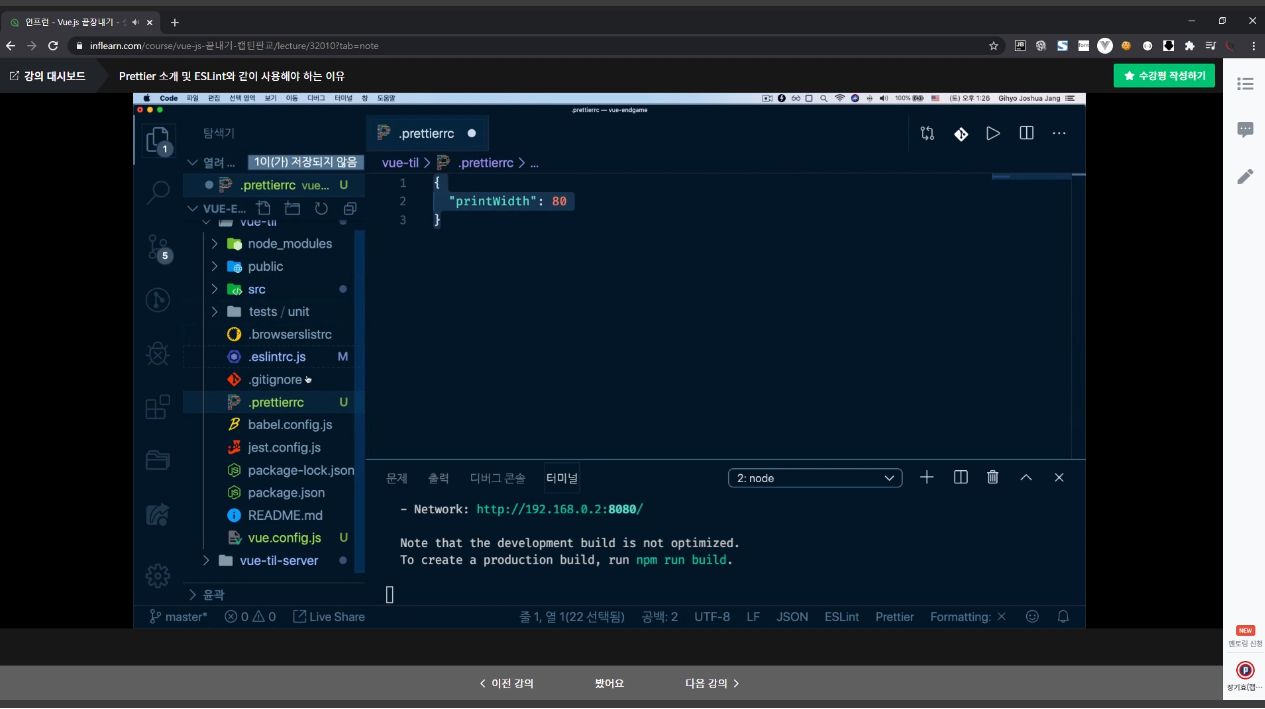 인프런 - Vue.js 끝장내기 -
inflearn.com/course/vue-js-끝내기-캡틴판교/lecture/32010?tab=note
강의 대시보드
Prettier 소개 및 ESLint와 같이 사용해야 하는 이유
수강평 작성하기
Code 파일 편집 선택 영역 보기 이동 디버그 터미널 창 도움말
100% (토) 오후 1:26 Gihyo Joshua Jang
.prettierrc — vue-endgame
탐색기
.prettierrc
1
열려 ...
1이(가) 저장되지 않음
vue-til > .prettierrc > ...
.prettierrc vue... U
VUE-E...
1 {
2 "printWidth": 80
3 }
vue-til
node_modules
5
public
src
tests / unit
.browserslistrc
.eslintrc.js M
.gitignore
.prettierrc U
babel.config.js
jest.config.js
package-lock.json
package.json
README.md
vue.config.js U
vue-til-server
윤곽
문제 출력 디버그 콘솔 터미널
2: node
- Network: http://192.168.0.2:8080/
Note that the development build is not optimized.
To create a production build, run npm run build.
master* 0 0 Live Share
줄 1, 열 1(22 선택됨) 공백: 2 UTF-8 LF JSON ESLint Prettier Formatting:
NEW
멘토링 신청
이전 강의
봤어요
다음 강의
장기효(캡...